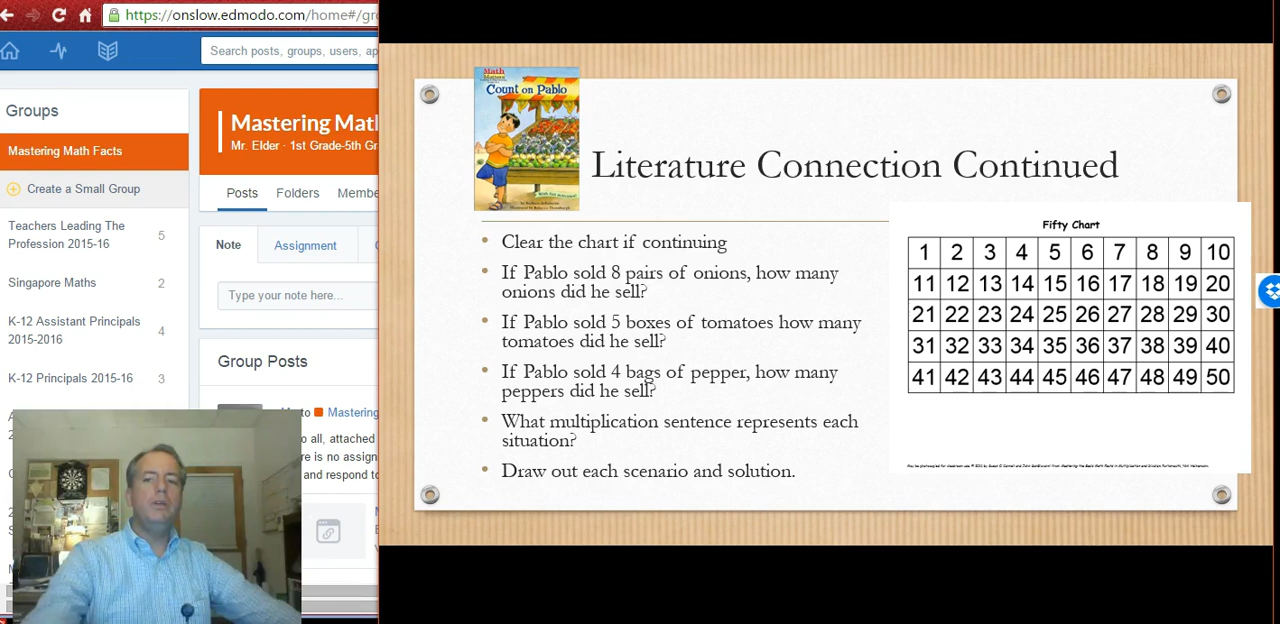 https://onslow.edmodo.com/home#/gro
Search posts, groups, users, ap
Groups
Mastering Math Facts
Create a Small Group
Teachers Leading The
Profession 2015-16
5
Singapore Maths
2
K-12 Assistant Principals
2015-2016
4
K-12 Principals 2015-16
3
Mastering Mat
Mr. Elder · 1st Grade-5th Gr
Posts
Folders
Membe
Note
Assignment
Type your note here...
Group Posts
to
Mastering
o all, attached
re is no assign
and respond to
Math
Matters
Count on Pablo
Literature Connection Continued
• Clear the chart if continuing
• If Pablo sold 8 pairs of onions, how many
onions did he sell?
• If Pablo sold 5 boxes of tomatoes how many
tomatoes did he sell?
• If Pablo sold 4 bags of pepper, how many
peppers did he sell?
• What multiplication sentence represents each
situation?
• Draw out each scenario and solution.
Fifty Chart
1 2 3 4 5 6 7 8 9 10
11 12 13 14 15 16 17 18 19 20
21 22 23 24 25 26 27 28 29 30
31 32 33 34 35 36 37 38 39 40
41 42 43 44 45 46 47 48 49 50